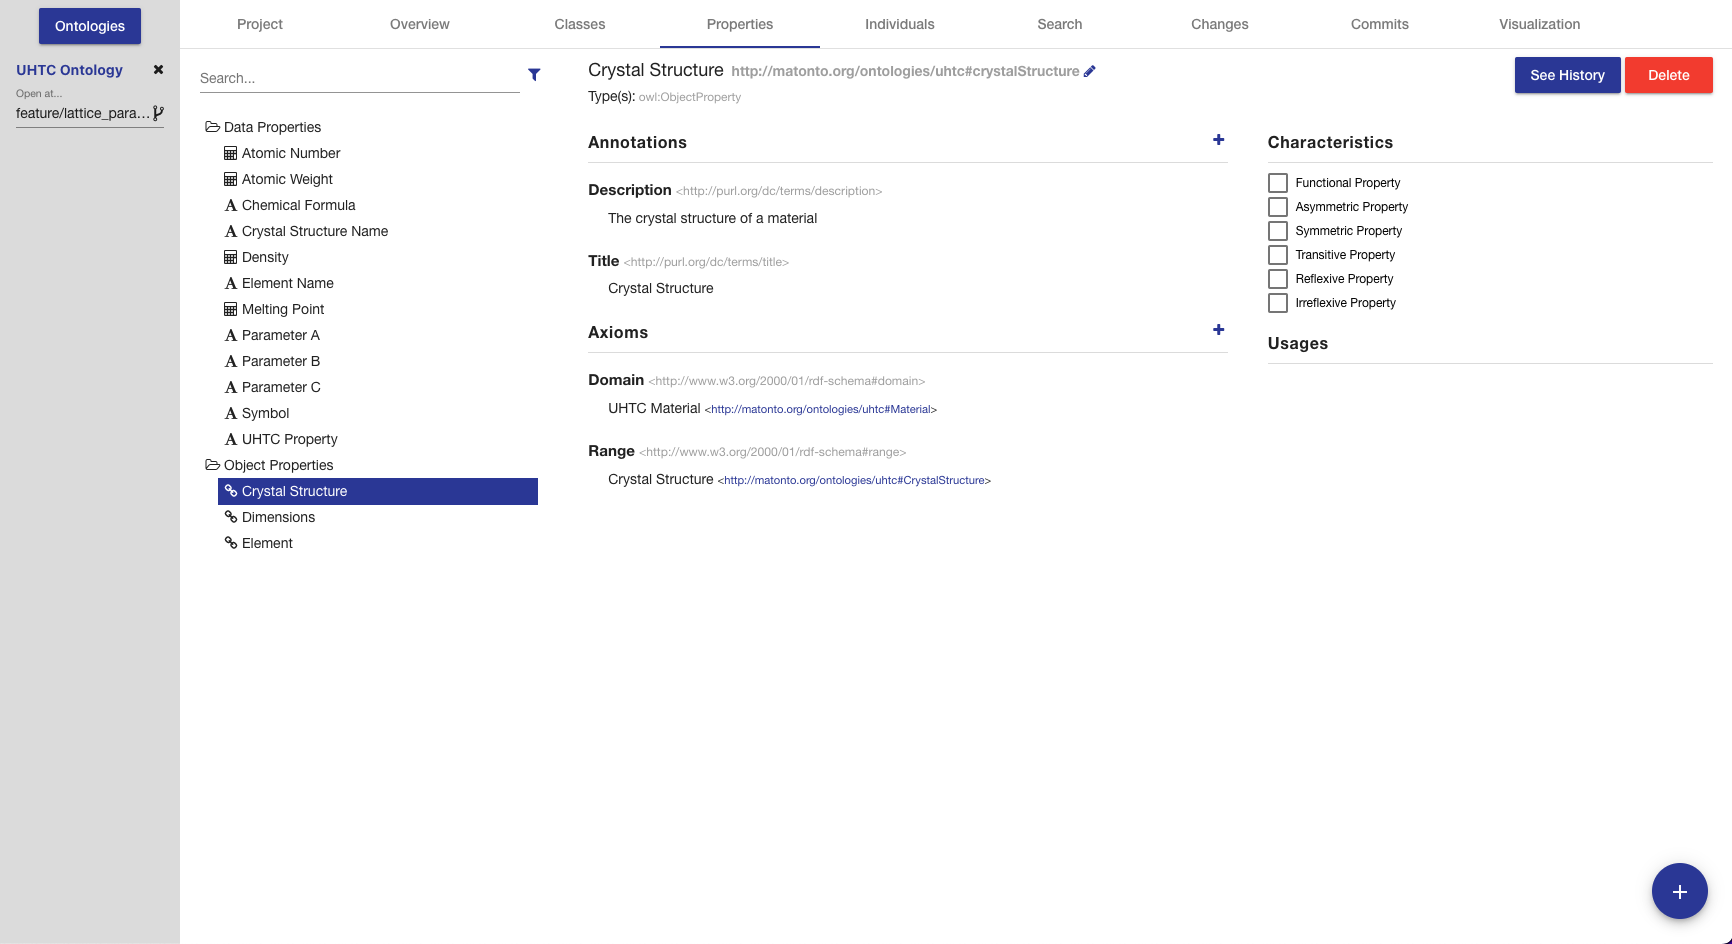 Ontologies
UHTC Ontology
Open at...
feature/lattice_para...
Project Overview Classes Properties Individuals Search Changes Commits Visualization
Search...
Data Properties
Atomic Number
Atomic Weight
Chemical Formula
Crystal Structure Name
Density
Element Name
Melting Point
Parameter A
Parameter B
Parameter C
Symbol
UHTC Property
Object Properties
Crystal Structure
Dimensions
Element
Crystal Structure http://matonto.org/ontologies/uhtc#crystalStructure
Type(s): owl:ObjectProperty
See History Delete
Annotations
Description <http://purl.org/dc/terms/description>
The crystal structure of a material
Title <http://purl.org/dc/terms/title>
Crystal Structure
Axioms
Domain <http://www.w3.org/2000/01/rdf-schema#domain>
UHTC Material <http://matonto.org/ontologies/uhtc#Material>
Range <http://www.w3.org/2000/01/rdf-schema#range>
Crystal Structure <http://matonto.org/ontologies/uhtc#CrystalStructure>
Characteristics
Functional Property
Asymmetric Property
Symmetric Property
Transitive Property
Reflexive Property
Irreflexive Property
Usages